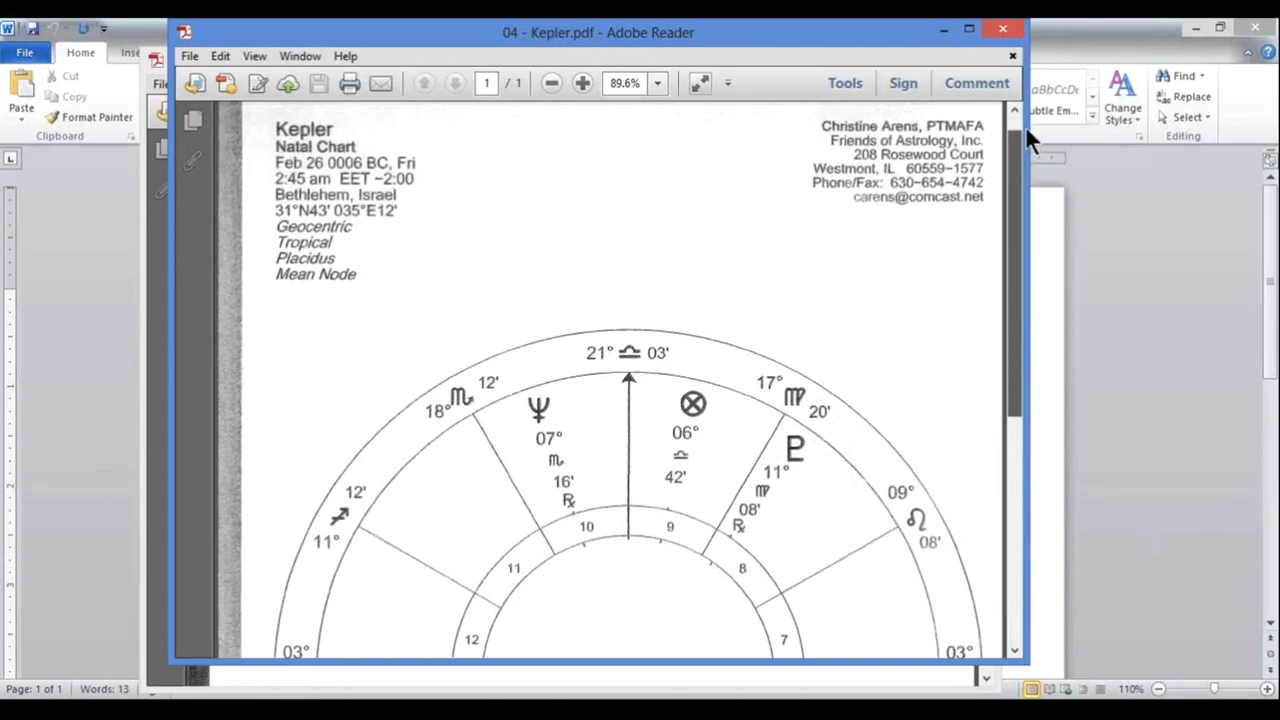 04 - Kepler.pdf - Adobe Reader
File
Home
Ins
File Edit View Window Help
Fil
Paste
Cut
Copy
Format Painter
Clipboard
1 / 1
89.6%
Tools Sign Comment
aBbCcDc
ubtle Em...
Change
Styles
Find
Replace
Select
Editing
Kepler
Natal Chart
Feb 26 0006 BC, Fri
2:45 am EET -2:00
Bethlehem, Israel
31°N43' 035°E12'
Geocentric
Tropical
Placidus
Mean Node
Christine Arens, PTMAFA
Friends of Astrology, Inc.
208 Rosewood Court
Westmont, IL 60559-1577
Phone/Fax: 630-654-4742
carens@comcast.net
21° ♎ 03'
18° ♏ 12'
17° ♍ 20'
♆
07°
♏
16'
℞
⊗
06°
♎
42'
♇
11°
♍
08'
℞
12'
♐
11°
09°
♌
08'
10
9
11
8
12
7
03°
03°
Page: 1 of 1
Words: 13
110%